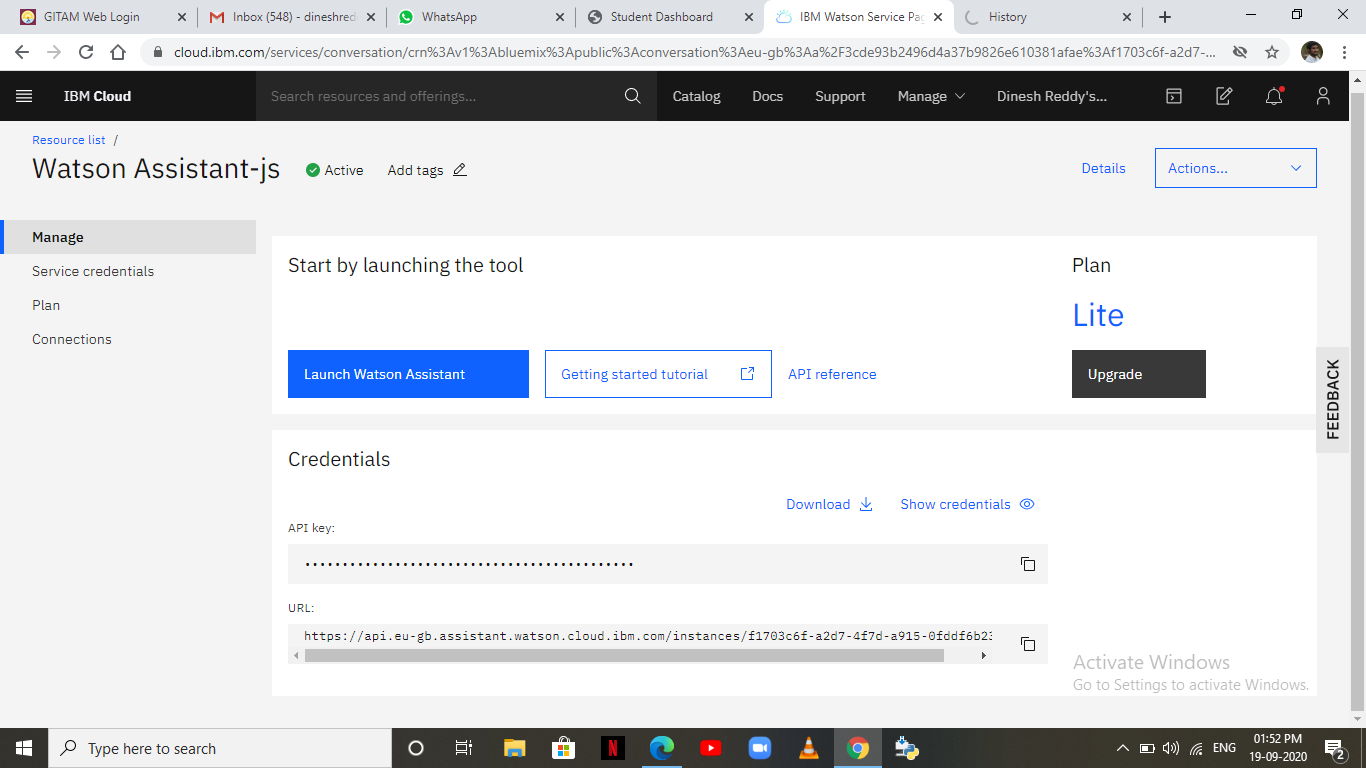 GITAM Web Login
Inbox (548) - dineshred
WhatsApp
Student Dashboard
IBM Watson Service Pag
History
cloud.ibm.com/services/conversation/crn%3Av1%3Abluemix%3Apublic%3Aconversation%3Aeu-gb%3Aa%2F3cde93b2496d4a37b9826e610381afae%3Af1703c6f-a2d7-...
IBM Cloud
Search resources and offerings...
Catalog
Docs
Support
Manage
Dinesh Reddy's...
Resource list /
Watson Assistant-js
Active
Add tags
Details
Actions...
Manage
Service credentials
Plan
Connections
Start by launching the tool
Launch Watson Assistant
Getting started tutorial
API reference
Plan
Lite
Upgrade
FEEDBACK
Credentials
Download
Show credentials
API key:
URL:
https://api.eu-gb.assistant.watson.cloud.ibm.com/instances/f1703c6f-a2d7-4f7d-a915-0fddf6b23
Activate Windows
Go to Settings to activate Windows.
Type here to search
N
ENG
01:52 PM
19-09-2020
2